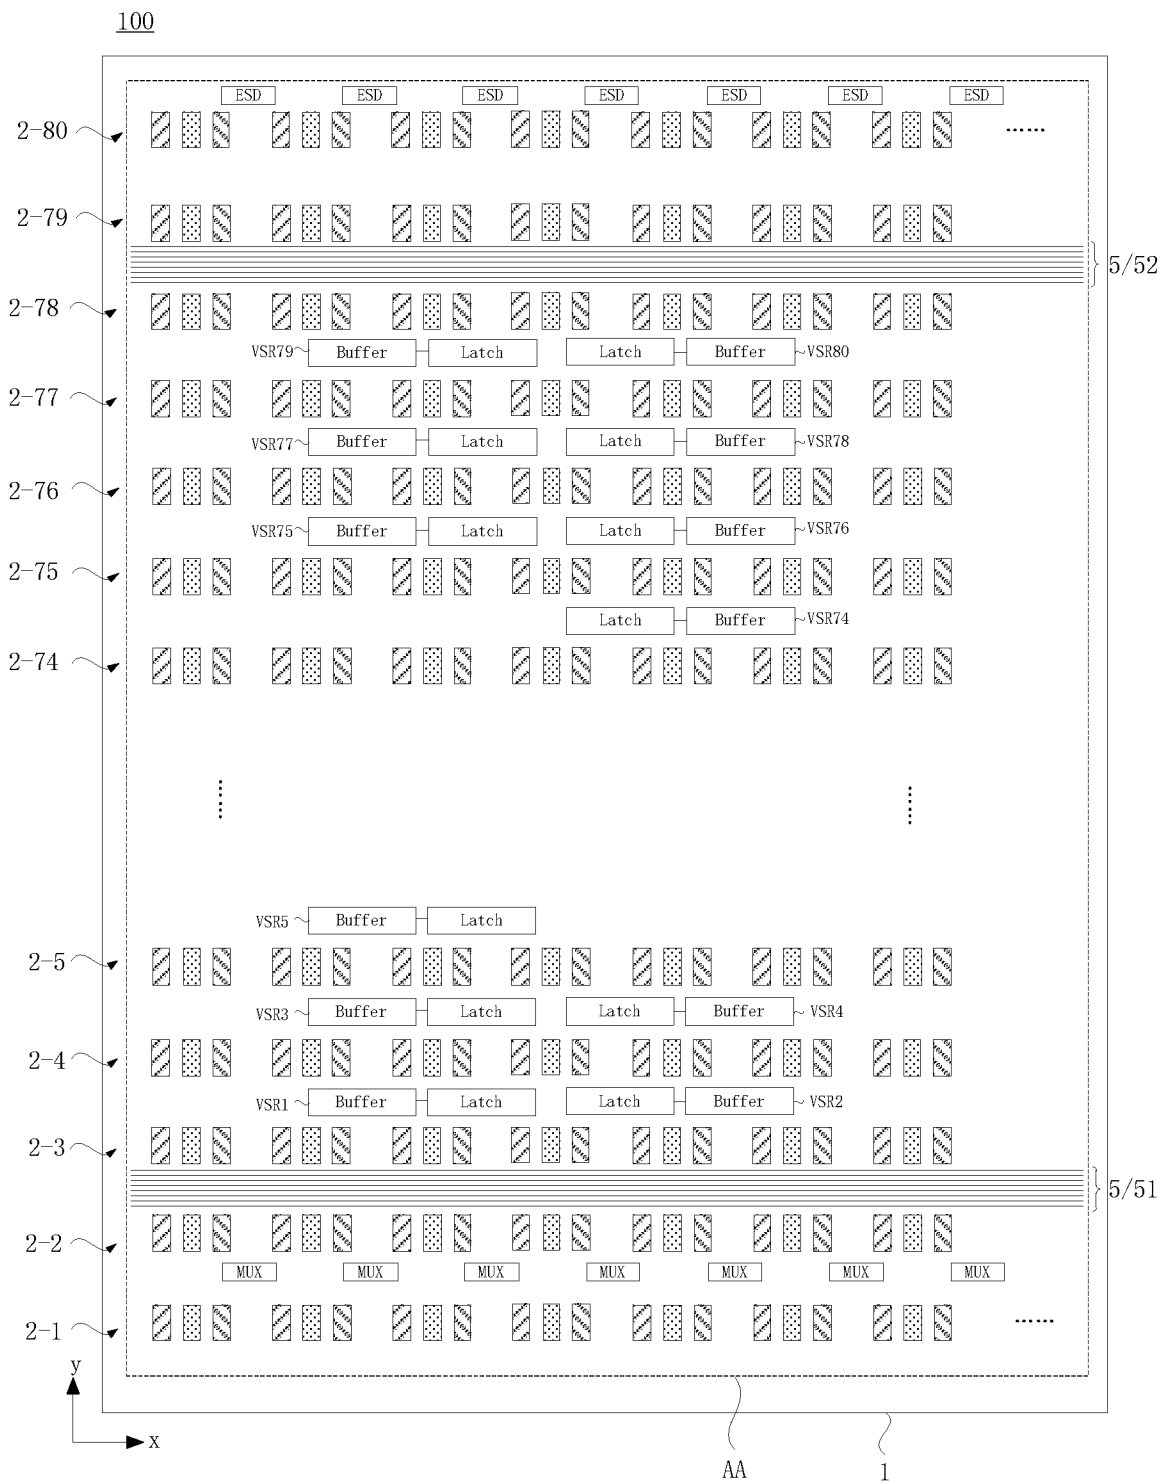 100
ESD ESD ESD ESD ESD ESD ESD
2-80 ······
2-79
5/52
2-78
VSR79 Buffer Latch Latch Buffer VSR80
2-77
VSR77 Buffer Latch Latch Buffer VSR78
2-76
VSR75 Buffer Latch Latch Buffer VSR76
2-75
Latch Buffer VSR74
2-74
······ ······
VSR5 Buffer Latch
2-5
VSR3 Buffer Latch Latch Buffer VSR4
2-4
VSR1 Buffer Latch Latch Buffer VSR2
2-3
5/51
2-2
MUX MUX MUX MUX MUX MUX MUX
2-1 ······
y
x
AA 1